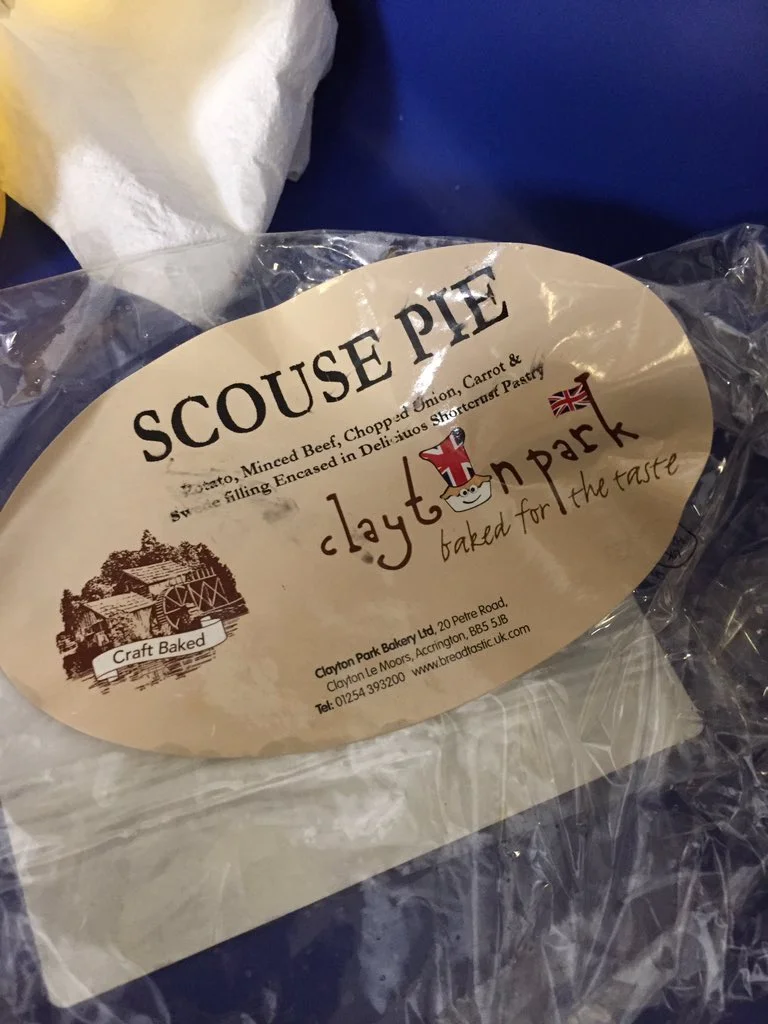 SCOUSE PIE
Potato, Minced Beef, Chopped Onion, Carrot &
Swede filling Encased in Deliciuos Shortcrust Pastry
clayton park
baked for the taste
Craft Baked
Clayton Park Bakery Ltd, 20 Petre Road,
Clayton Le Moors, Accrington, BB5 5JB
Tel: 01254 393200 www.breadtastic.uk.com